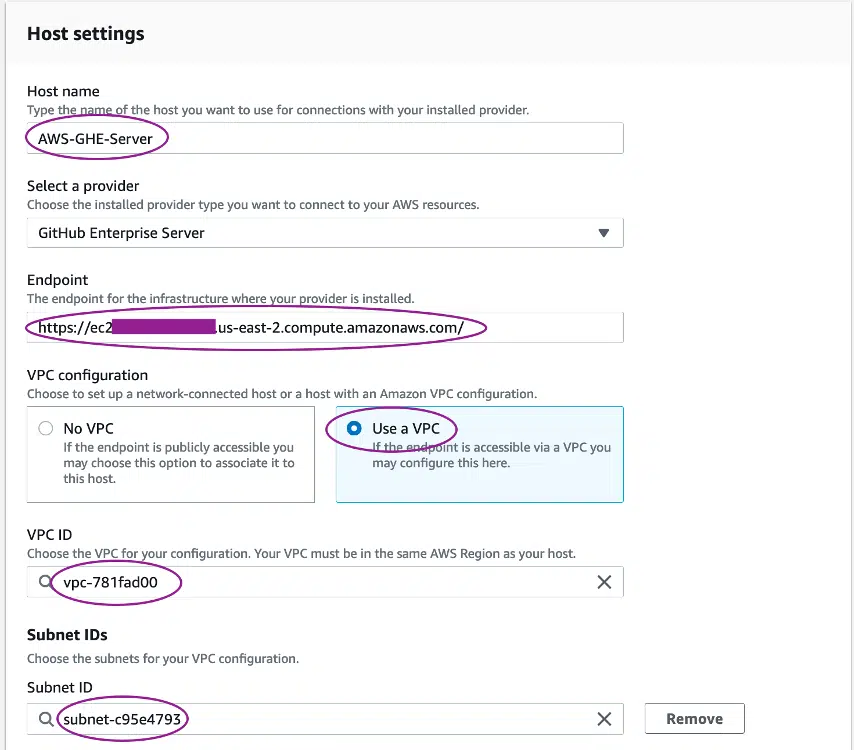 Host settings
Host name
Type the name of the host you want to use for connections with your installed provider.
AWS-GHE-Server
Select a provider
Choose the installed provider type you want to connect to your AWS resources.
GitHub Enterprise Server
Endpoint
The endpoint for the infrastructure where your provider is installed.
https://ec2 .us-east-2.compute.amazonaws.com/
VPC configuration
Choose to set up a network-connected host or a host with an Amazon VPC configuration.
No VPC
If the endpoint is publicly accessible you
may choose this option to associate it to
this host.
Use a VPC
If the endpoint is accessible via a VPC you
may configure this here.
VPC ID
Choose the VPC for your configuration. Your VPC must be in the same AWS Region as your host.
vpc-781fad00
Subnet IDs
Choose the subnets for your VPC configuration.
Subnet ID
subnet-c95e4793
Remove